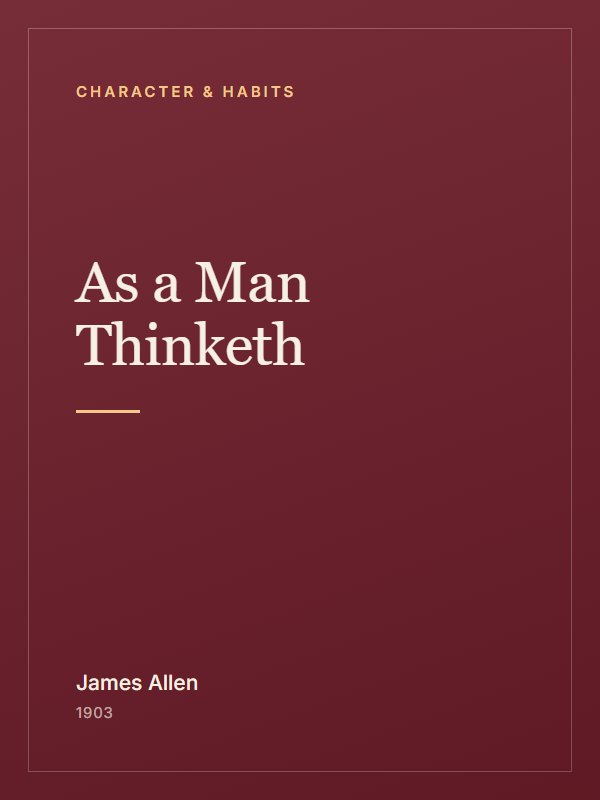 CHARACTER & HABITS
As a Man
Thinketh
James Allen
1903